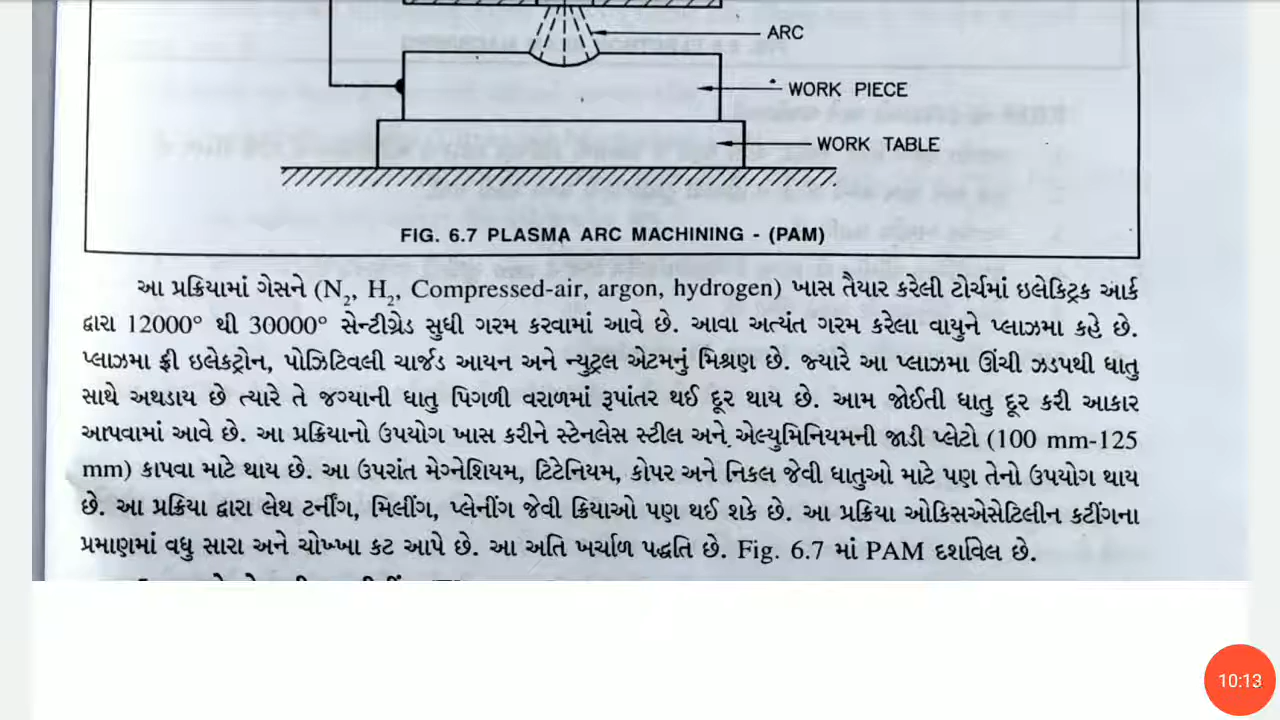 ARC
WORK PIECE
WORK TABLE
FIG. 6.7 PLASMA ARC MACHINING - (PAM)
આ પ્રક્રિયામાં ગેસને (N₂, H₂, Compressed-air, argon, hydrogen) ખાસ તૈયાર કરેલી ટોર્ચમાં ઇલેકિટ્રક આર્ક
દ્વારા 12000° થી 30000° સેન્ટીગ્રેડ સુધી ગરમ કરવામાં આવે છે. આવા અત્યંત ગરમ કરેલા વાયુને પ્લાઝમા કહે છે.
પ્લાઝમા ફ્રી ઇલેકટ્રોન, પોઝિટિવલી ચાર્જડ આયન અને ન્યુટ્રલ એટમનું મિશ્રણ છે. જ્યારે આ પ્લાઝમા ઊંચી ઝડપથી ધાતુ
સાથે અથડાય છે ત્યારે તે જગ્યાની ધાતુ પિગળી વરાળમાં રૂપાંતર થઈ દૂર થાય છે. આમ જોઈતી ધાતુ દૂર કરી આકાર
આપવામાં આવે છે. આ પ્રક્રિયાનો ઉપયોગ ખાસ કરીને સ્ટેનલેસ સ્ટીલ અને એલ્યુમિનિયમની જાડી પ્લેટો (100 mm-125
mm) કાપવા માટે થાય છે. આ ઉપરાંત મેગ્નેશિયમ, ટિટેનિયમ, કોપર અને નિકલ જેવી ધાતુઓ માટે પણ તેનો ઉપયોગ થાય
છે. આ પ્રક્રિયા દ્વારા લેથ ટર્નીંગ, મિલીંગ, પ્લેનીંગ જેવી ક્રિયાઓ પણ થઈ શકે છે. આ પ્રક્રિયા ઓકિસએસેટિલીન કટીંગના
પ્રમાણમાં વધુ સારા અને ચોખ્ખા કટ આપે છે. આ અતિ ખર્ચાળ પદ્ધતિ છે. Fig. 6.7 માં PAM દર્શાવેલ છે.
10:13